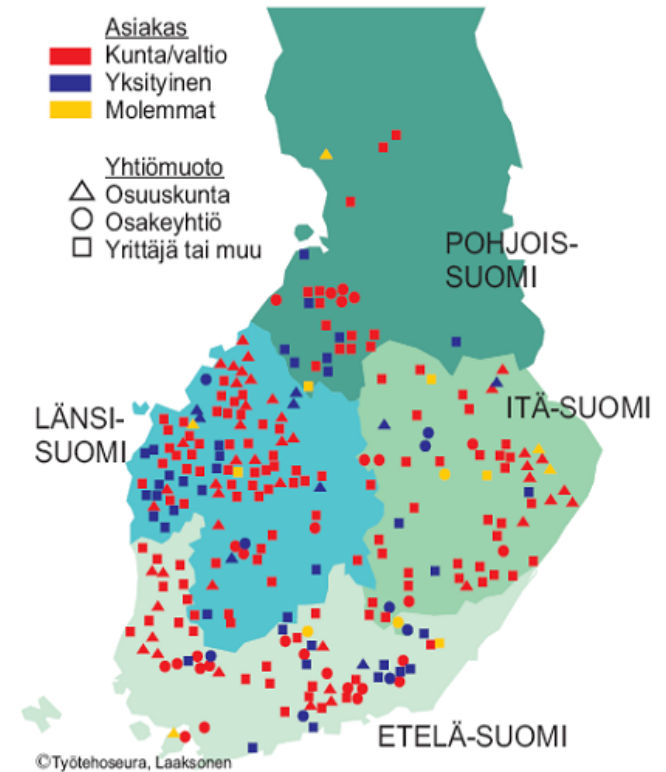 Asiakas
Kunta/valtio
Yksityinen
Molemmat
Yhtiömuoto
Osuuskunta
Osakeyhtiö
Yrittäjä tai muu
POHJOIS-
SUOMI
ITÄ-SUOMI
LÄNSI-
SUOMI
ETELÄ-SUOMI
©Työtehoseura, Laaksonen